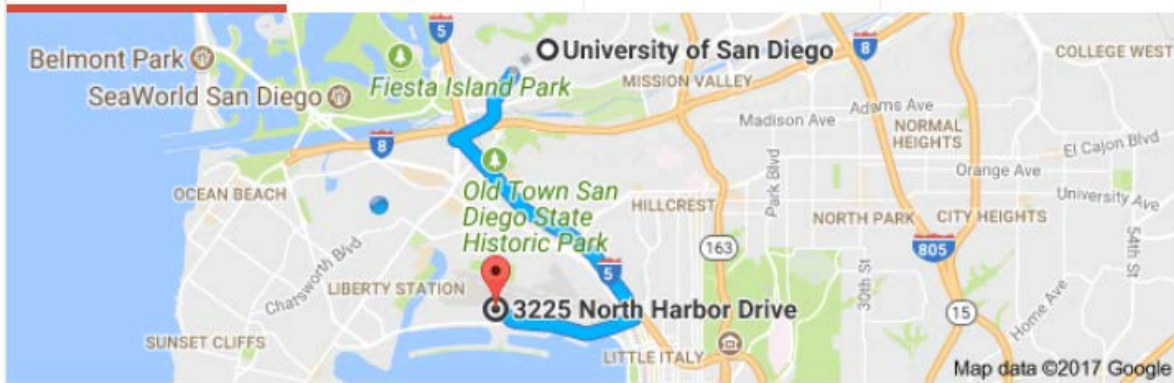 5
University of San Diego
8
COLLEGE WEST
Belmont Park
Fiesta Island Park
MISSION VALLEY
SeaWorld San Diego
Adams Ave
Madison Ave
NORMAL
HEIGHTS
El Cajon Blvd
8
Orange Ave
OCEAN BEACH
Old Town San
Diego State
Historic Park
HILLCREST
Park Blvd
University Ave
NORTH PARK
CITY HEIGHTS
163
805
54th St
Chatsworth Blvd
5
30th St
LIBERTY STATION
3225 North Harbor Drive
15
Home Ave
SUNSET CLIFFS
LITTLE ITALY
Map data ©2017 Google